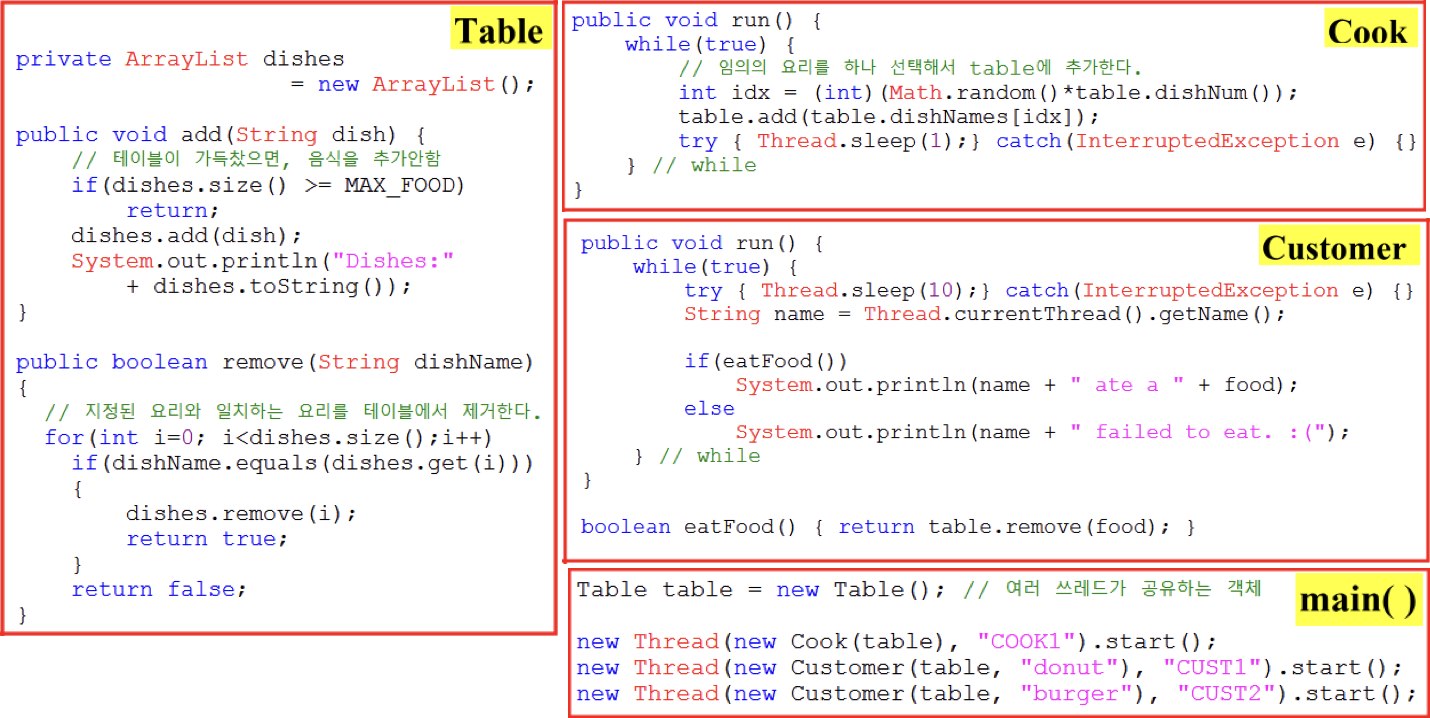 Table
private ArrayList dishes
= new ArrayList();
public void add(String dish) {
// 테이블이 가득찼으면, 음식을 추가안함
if(dishes.size() >= MAX_FOOD)
return;
dishes.add(dish);
System.out.println("Dishes:"
+ dishes.toString());
}
public boolean remove(String dishName)
{
// 지정된 요리와 일치하는 요리를 테이블에서 제거한다.
for(int i=0; i<dishes.size();i++)
if(dishName.equals(dishes.get(i)))
{
dishes.remove(i);
return true;
}
return false;
}
Cook
public void run() {
while(true) {
// 임의의 요리를 하나 선택해서 table에 추가한다.
int idx = (int)(Math.random()*table.dishNum());
table.add(table.dishNames[idx]);
try { Thread.sleep(1);} catch(InterruptedException e) {}
} // while
}
Customer
public void run() {
while(true) {
try { Thread.sleep(10);} catch(InterruptedException e) {}
String name = Thread.currentThread().getName();
if(eatFood())
System.out.println(name + " ate a " + food);
else
System.out.println(name + " failed to eat. :(");
} // while
}
boolean eatFood() { return table.remove(food); }
main( )
Table table = new Table(); // 여러 쓰레드가 공유하는 객체
new Thread(new Cook(table), "COOK1").start();
new Thread(new Customer(table, "donut"), "CUST1").start();
new Thread(new Customer(table, "burger"), "CUST2").start();